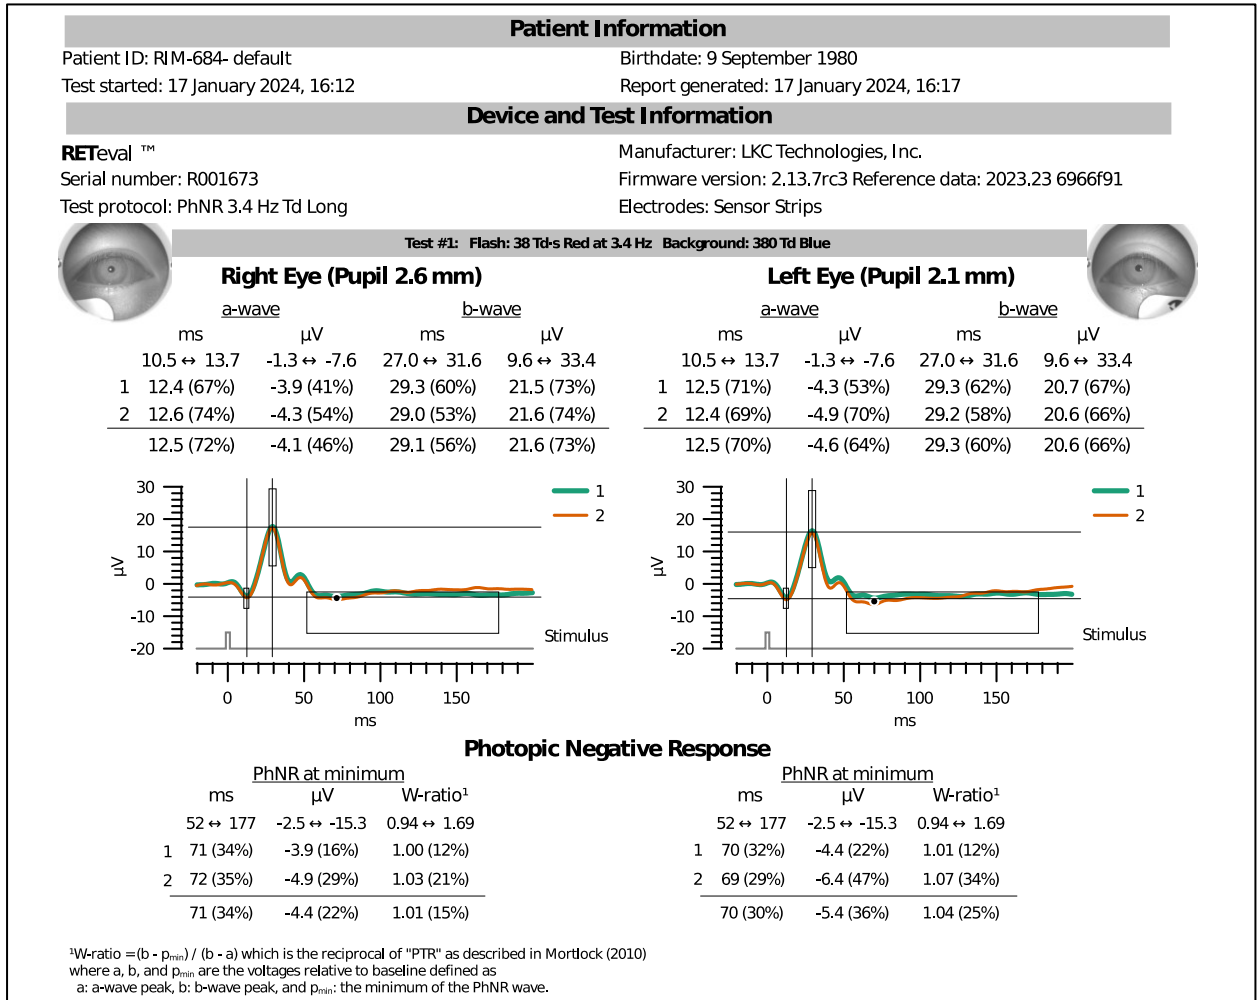 Patient Information
Patient ID: RIM-684- default Birthdate: 9 September 1980
Test started: 17 January 2024, 16:12 Report generated: 17 January 2024, 16:17
Device and Test Information
RETeval ™ Manufacturer: LKC Technologies, Inc.
Serial number: R001673 Firmware version: 2.13.7rc3 Reference data: 2023.23 6966f91
Test protocol: PhNR 3.4 Hz Td Long Electrodes: Sensor Strips
Test #1: Flash: 38 Td·s Red at 3.4 Hz Background: 380 Td Blue
Right Eye (Pupil 2.6 mm)
a-wave b-wave
ms µV ms µV
10.5 ↔ 13.7 -1.3 ↔ -7.6 27.0 ↔ 31.6 9.6 ↔ 33.4
1 12.4 (67%) -3.9 (41%) 29.3 (60%) 21.5 (73%)
2 12.6 (74%) -4.3 (54%) 29.0 (53%) 21.6 (74%)
12.5 (72%) -4.1 (46%) 29.1 (56%) 21.6 (73%)
Left Eye (Pupil 2.1 mm)
a-wave b-wave
ms µV ms µV
10.5 ↔ 13.7 -1.3 ↔ -7.6 27.0 ↔ 31.6 9.6 ↔ 33.4
1 12.5 (71%) -4.3 (53%) 29.3 (62%) 20.7 (67%)
2 12.4 (69%) -4.9 (70%) 29.2 (58%) 20.6 (66%)
12.5 (70%) -4.6 (64%) 29.3 (60%) 20.6 (66%)
30
20
10
0
-10
-20
µV
1
2
Stimulus
0 50 100 150
ms
30
20
10
0
-10
-20
µV
1
2
Stimulus
0 50 100 150
ms
Photopic Negative Response
PhNR at minimum
ms µV W-ratio¹
52 ↔ 177 -2.5 ↔ -15.3 0.94 ↔ 1.69
1 71 (34%) -3.9 (16%) 1.00 (12%)
2 72 (35%) -4.9 (29%) 1.03 (21%)
71 (34%) -4.4 (22%) 1.01 (15%)
PhNR at minimum
ms µV W-ratio¹
52 ↔ 177 -2.5 ↔ -15.3 0.94 ↔ 1.69
1 70 (32%) -4.4 (22%) 1.01 (12%)
2 69 (29%) -6.4 (47%) 1.07 (34%)
70 (30%) -5.4 (36%) 1.04 (25%)
¹W-ratio = (b - pmin) / (b - a) which is the reciprocal of "PTR" as described in Mortlock (2010)
where a, b, and pmin are the voltages relative to baseline defined as
a: a-wave peak, b: b-wave peak, and pmin: the minimum of the PhNR wave.